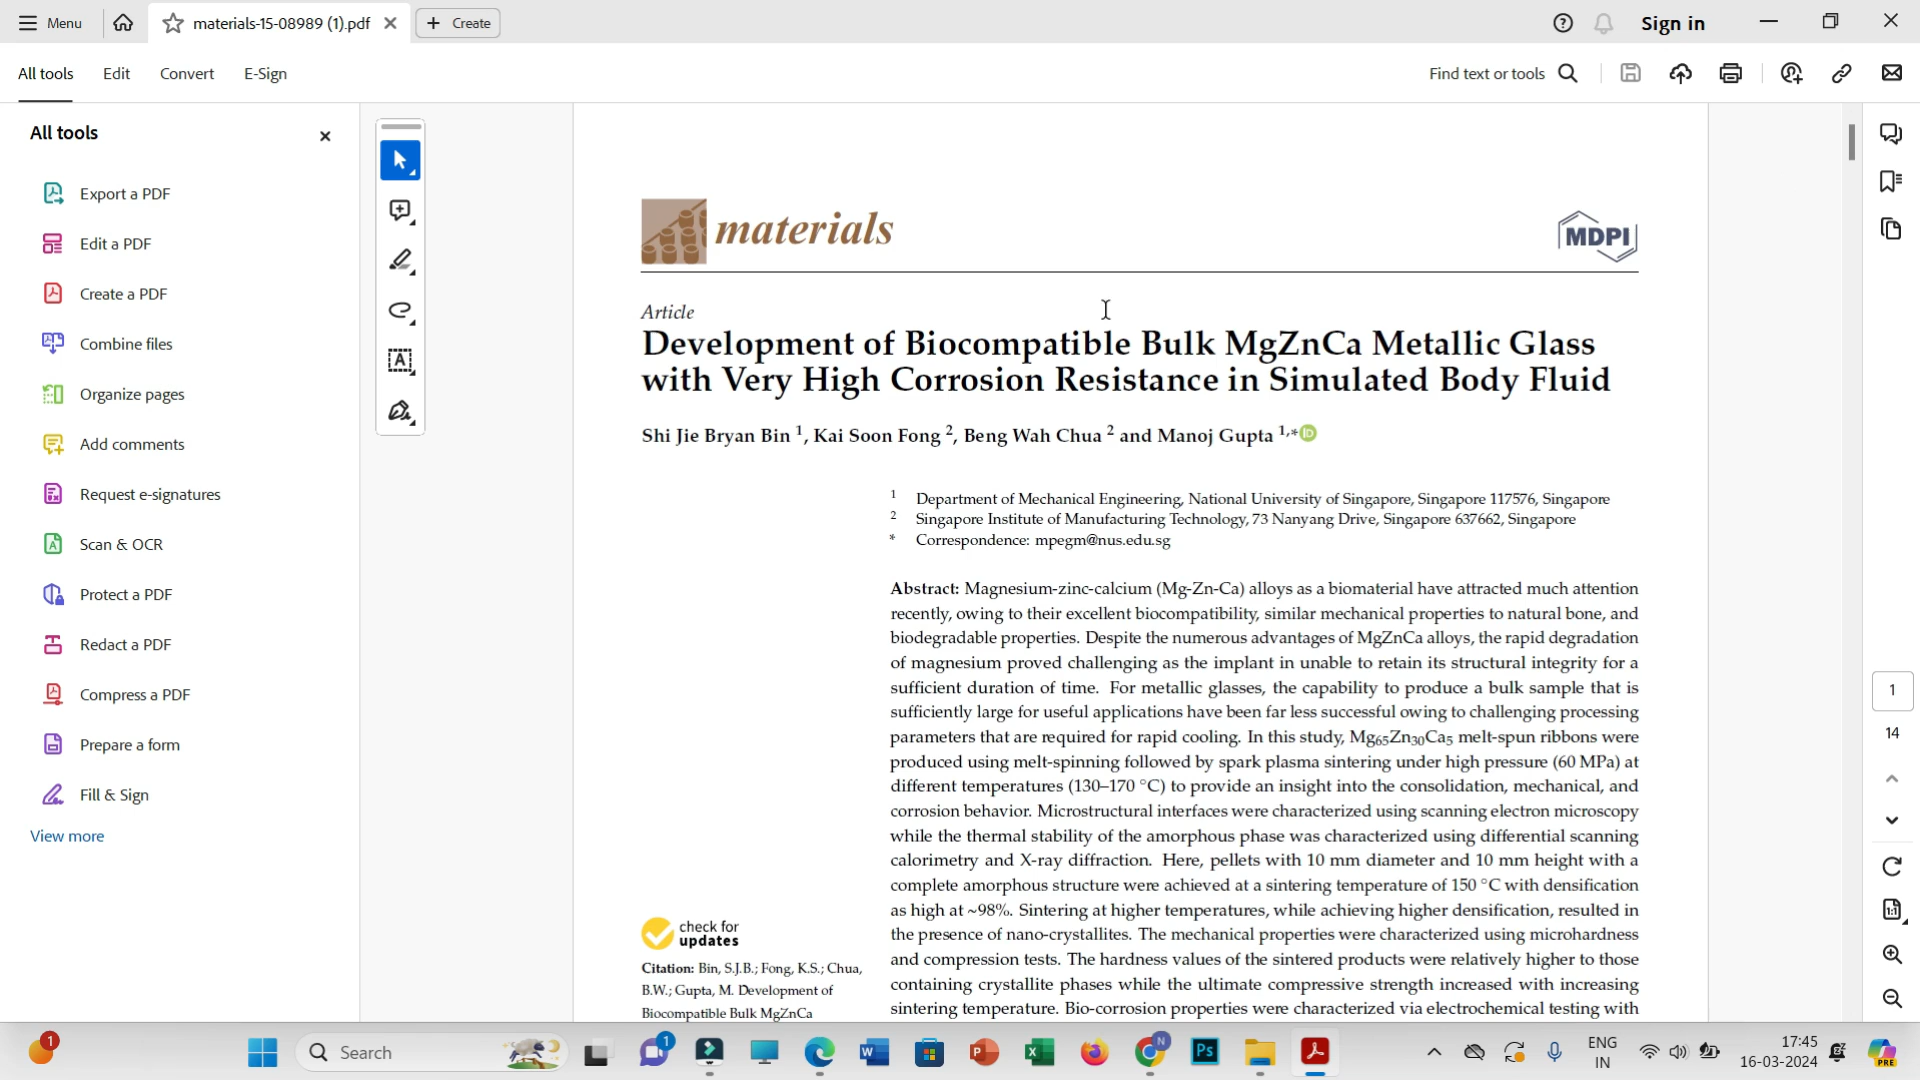 Menu
materials-15-08989 (1).pdf
Create
Sign in
All tools
Edit
Convert
E-Sign
Find text or tools
All tools
Export a PDF
Edit a PDF
Create a PDF
Combine files
Organize pages
Add comments
Request e-signatures
Scan & OCR
Protect a PDF
Redact a PDF
Compress a PDF
Prepare a form
Fill & Sign
View more
materials
MDPI
Article
Development of Biocompatible Bulk MgZnCa Metallic Glass
with Very High Corrosion Resistance in Simulated Body Fluid
Shi Jie Bryan Bin 1, Kai Soon Fong 2, Beng Wah Chua 2 and Manoj Gupta 1,* iD
1 Department of Mechanical Engineering, National University of Singapore, Singapore 117576, Singapore
2 Singapore Institute of Manufacturing Technology, 73 Nanyang Drive, Singapore 637662, Singapore
* Correspondence: mpegm@nus.edu.sg
Abstract: Magnesium-zinc-calcium (Mg-Zn-Ca) alloys as a biomaterial have attracted much attention
recently, owing to their excellent biocompatibility, similar mechanical properties to natural bone, and
biodegradable properties. Despite the numerous advantages of MgZnCa alloys, the rapid degradation
of magnesium proved challenging as the implant in unable to retain its structural integrity for a
sufficient duration of time. For metallic glasses, the capability to produce a bulk sample that is
sufficiently large for useful applications have been far less successful owing to challenging processing
parameters that are required for rapid cooling. In this study, Mg65Zn30Ca5 melt-spun ribbons were
produced using melt-spinning followed by spark plasma sintering under high pressure (60 MPa) at
different temperatures (130–170 °C) to provide an insight into the consolidation, mechanical, and
corrosion behavior. Microstructural interfaces were characterized using scanning electron microscopy
while the thermal stability of the amorphous phase was characterized using differential scanning
calorimetry and X-ray diffraction. Here, pellets with 10 mm diameter and 10 mm height with a
complete amorphous structure were achieved at a sintering temperature of 150 °C with densification
as high at ~98%. Sintering at higher temperatures, while achieving higher densification, resulted in
the presence of nano-crystallites. The mechanical properties were characterized using microhardness
and compression tests. The hardness values of the sintered products were relatively higher to those
containing crystallite phases while the ultimate compressive strength increased with increasing
sintering temperature. Bio-corrosion properties were characterized via electrochemical testing with
check for
updates
Citation: Bin, S.J.B.; Fong, K.S.; Chua,
B.W.; Gupta, M. Development of
Biocompatible Bulk MgZnCa
1
14
1
Search
1
N
Ps
ENG
IN
17:45
16-03-2024
PRE